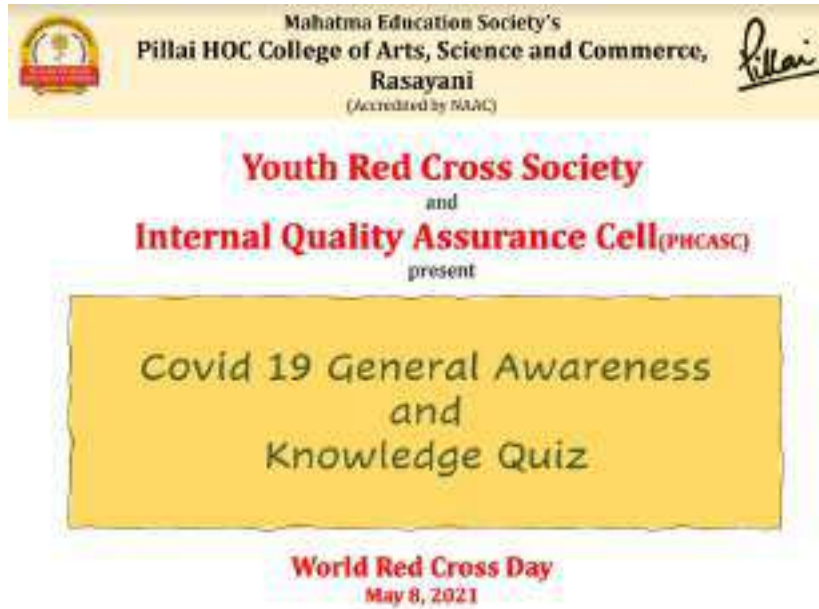 Mahatma Education Society's
Pillai HOC College of Arts, Science and Commerce,
Rasayani
(Accredited by NAAC)
Pillai
Youth Red Cross Society
and
Internal Quality Assurance Cell(PHCASC)
present
Covid 19 General Awareness
and
Knowledge Quiz
World Red Cross Day
May 8, 2021